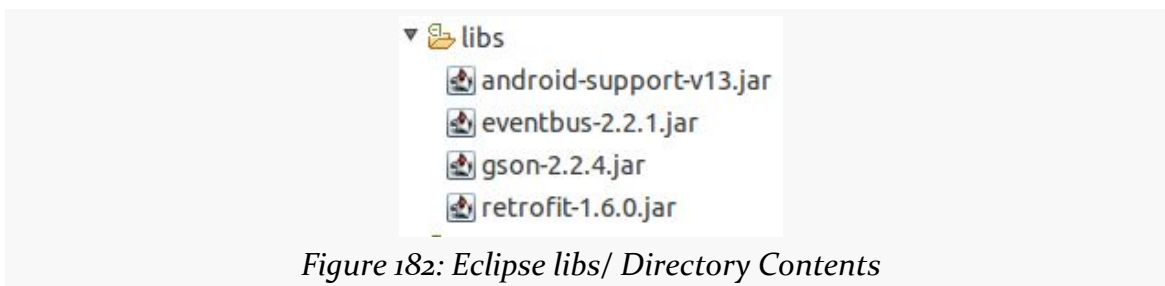 libs
android-support-v13.jar
eventbus-2.2.1.jar
gson-2.2.4.jar
retrofit-1.6.0.jar
Figure 182: Eclipse libs/ Directory Contents